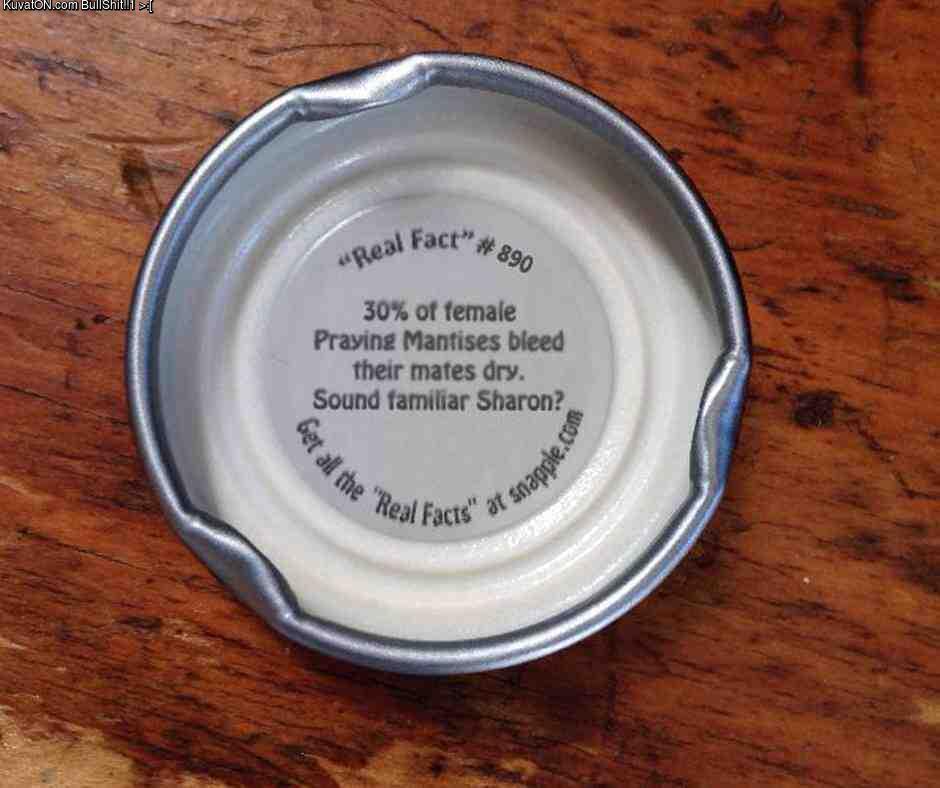 KuvatON.com BullShit!!1 >:[
"Real Fact" # 890
30% of female
Praying Mantises bleed
their mates dry.
Sound familiar Sharon?
Get all the "Real Facts" at snapple.com